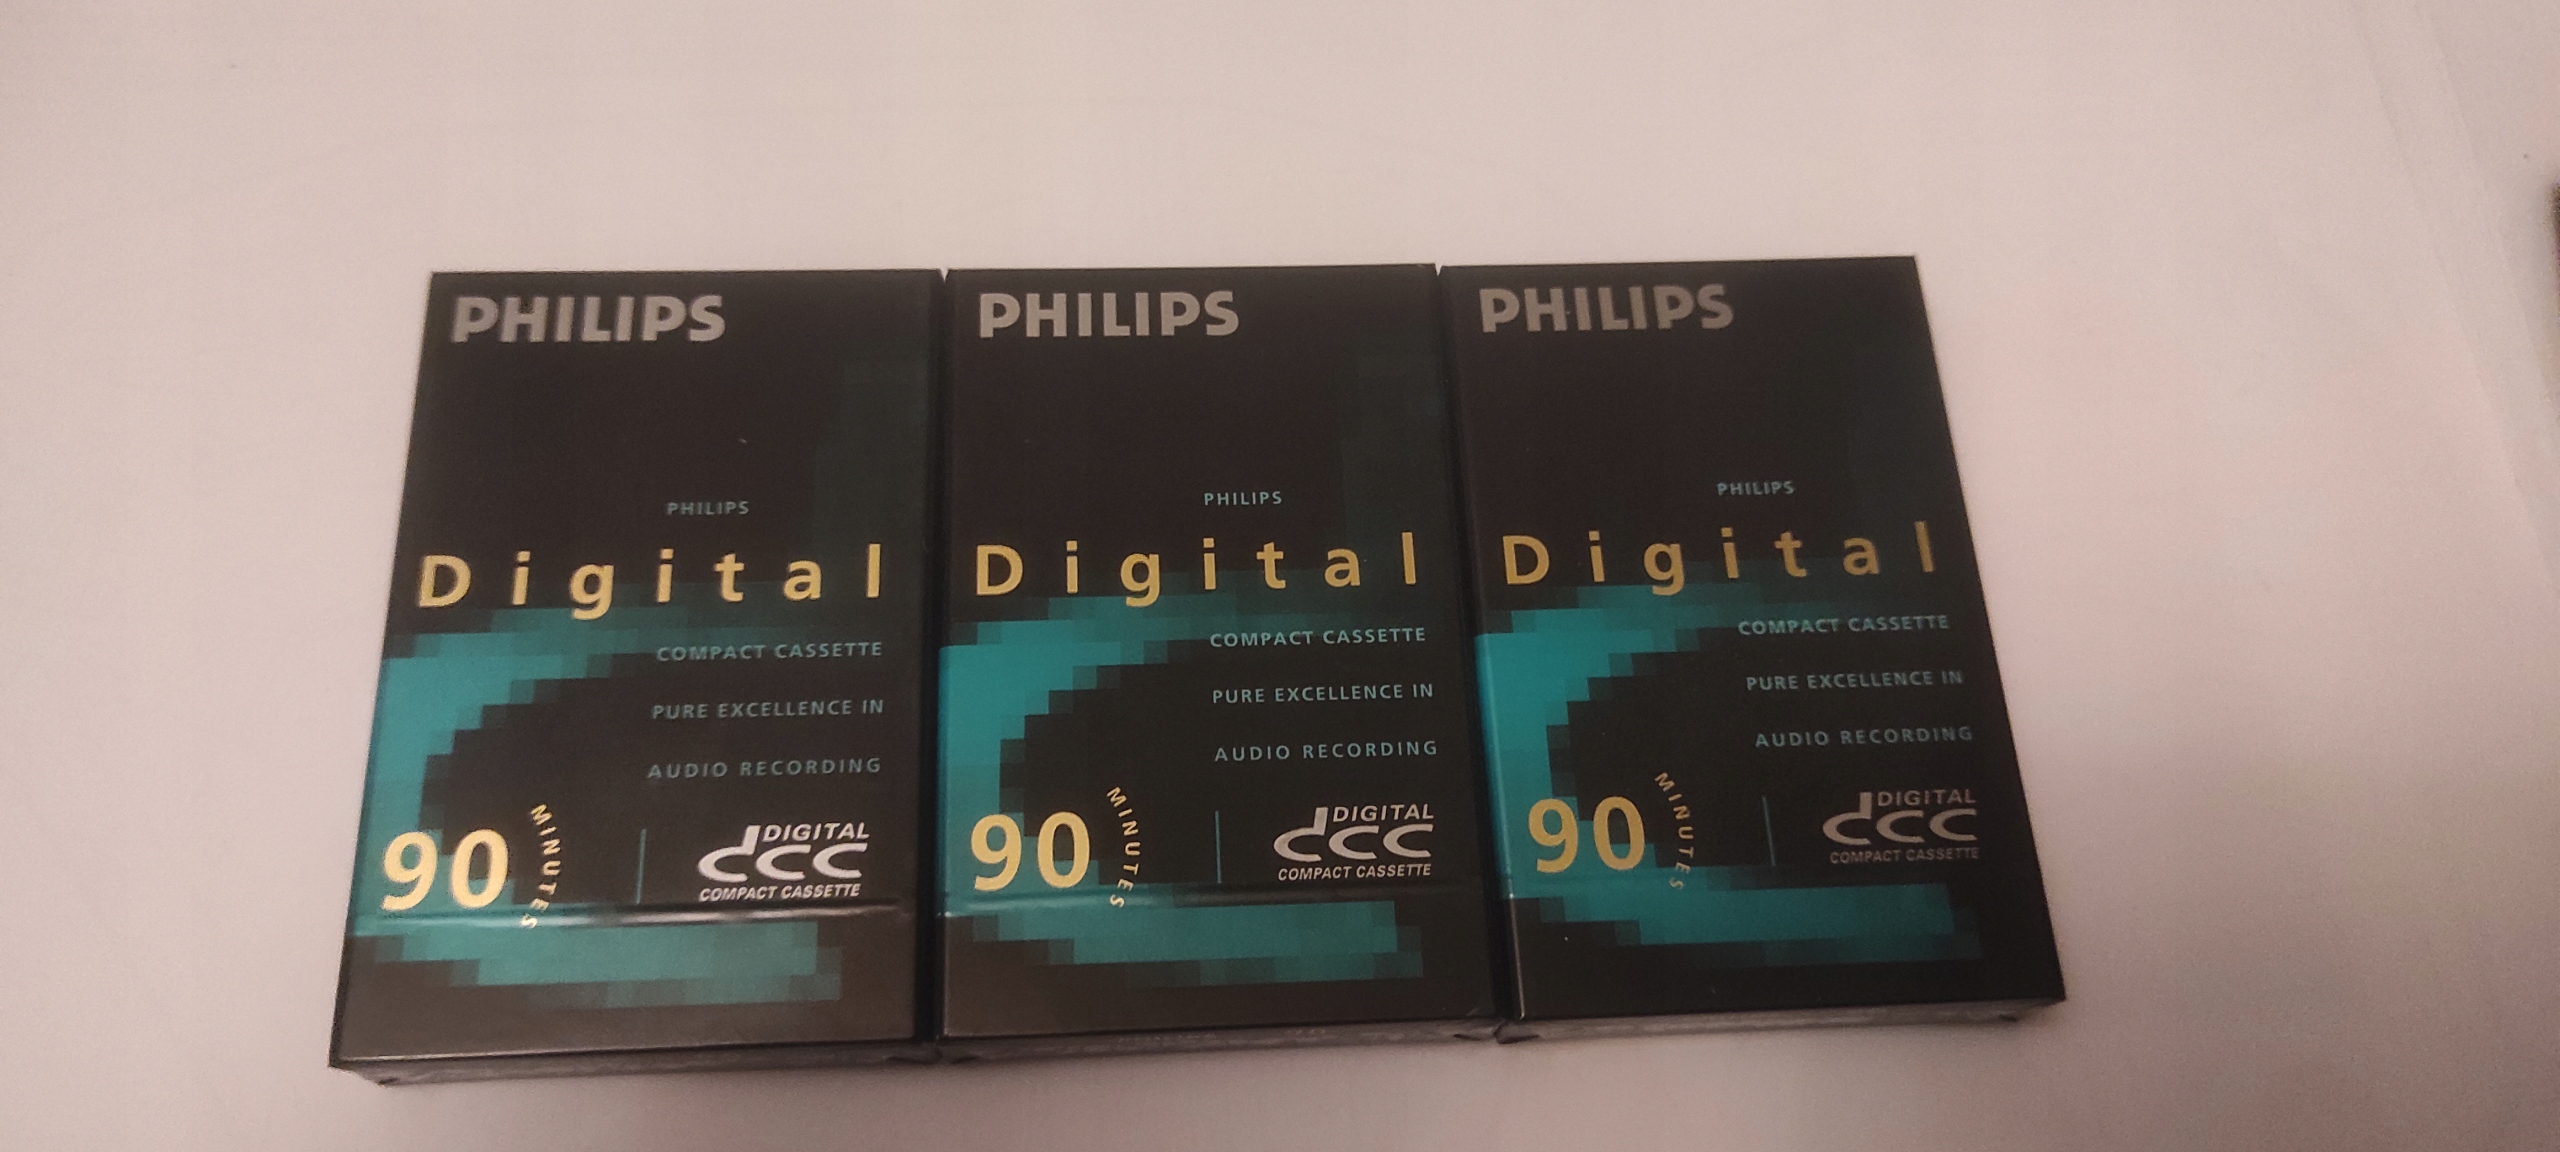 PHILIPS
PHILIPS
Digital
COMPACT CASSETTE
PURE EXCELLENCE IN
AUDIO RECORDING
90 MINUTES
DIGITAL
dcc
COMPACT CASSETTE
PHILIPS
PHILIPS
Digital
COMPACT CASSETTE
PURE EXCELLENCE IN
AUDIO RECORDING
90 MINUTES
DIGITAL
dcc
COMPACT CASSETTE
PHILIPS
PHILIPS
Digital
COMPACT CASSETTE
PURE EXCELLENCE IN
AUDIO RECORDING
90 MINUTES
DIGITAL
dcc
COMPACT CASSETTE